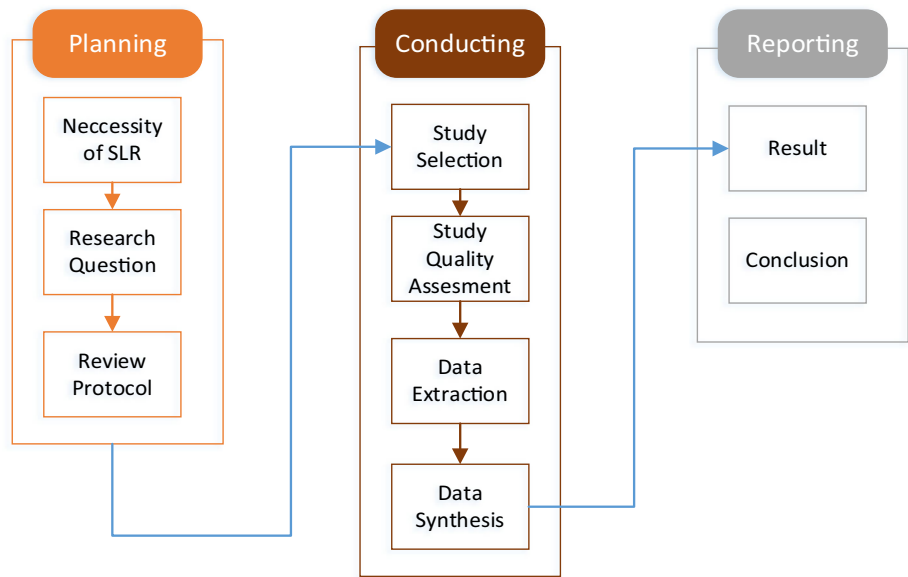 Planning
Neccessity
of SLR
Research
Question
Review
Protocol
Conducting
Study
Selection
Study
Quality
Assesment
Data
Extraction
Data
Synthesis
Reporting
Result
Conclusion